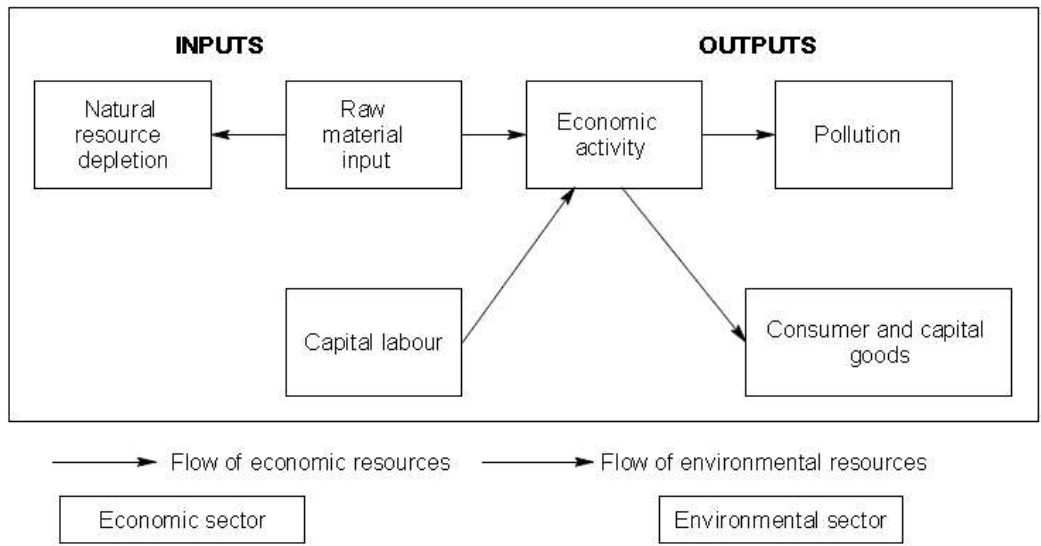 INPUTS
OUTPUTS
Natural
resource
depletion
Raw
material
input
Economic
activity
Pollution
Capital labour
Consumer and capital
goods
Flow of economic resources
Flow of environmental resources
Economic sector
Environmental sector